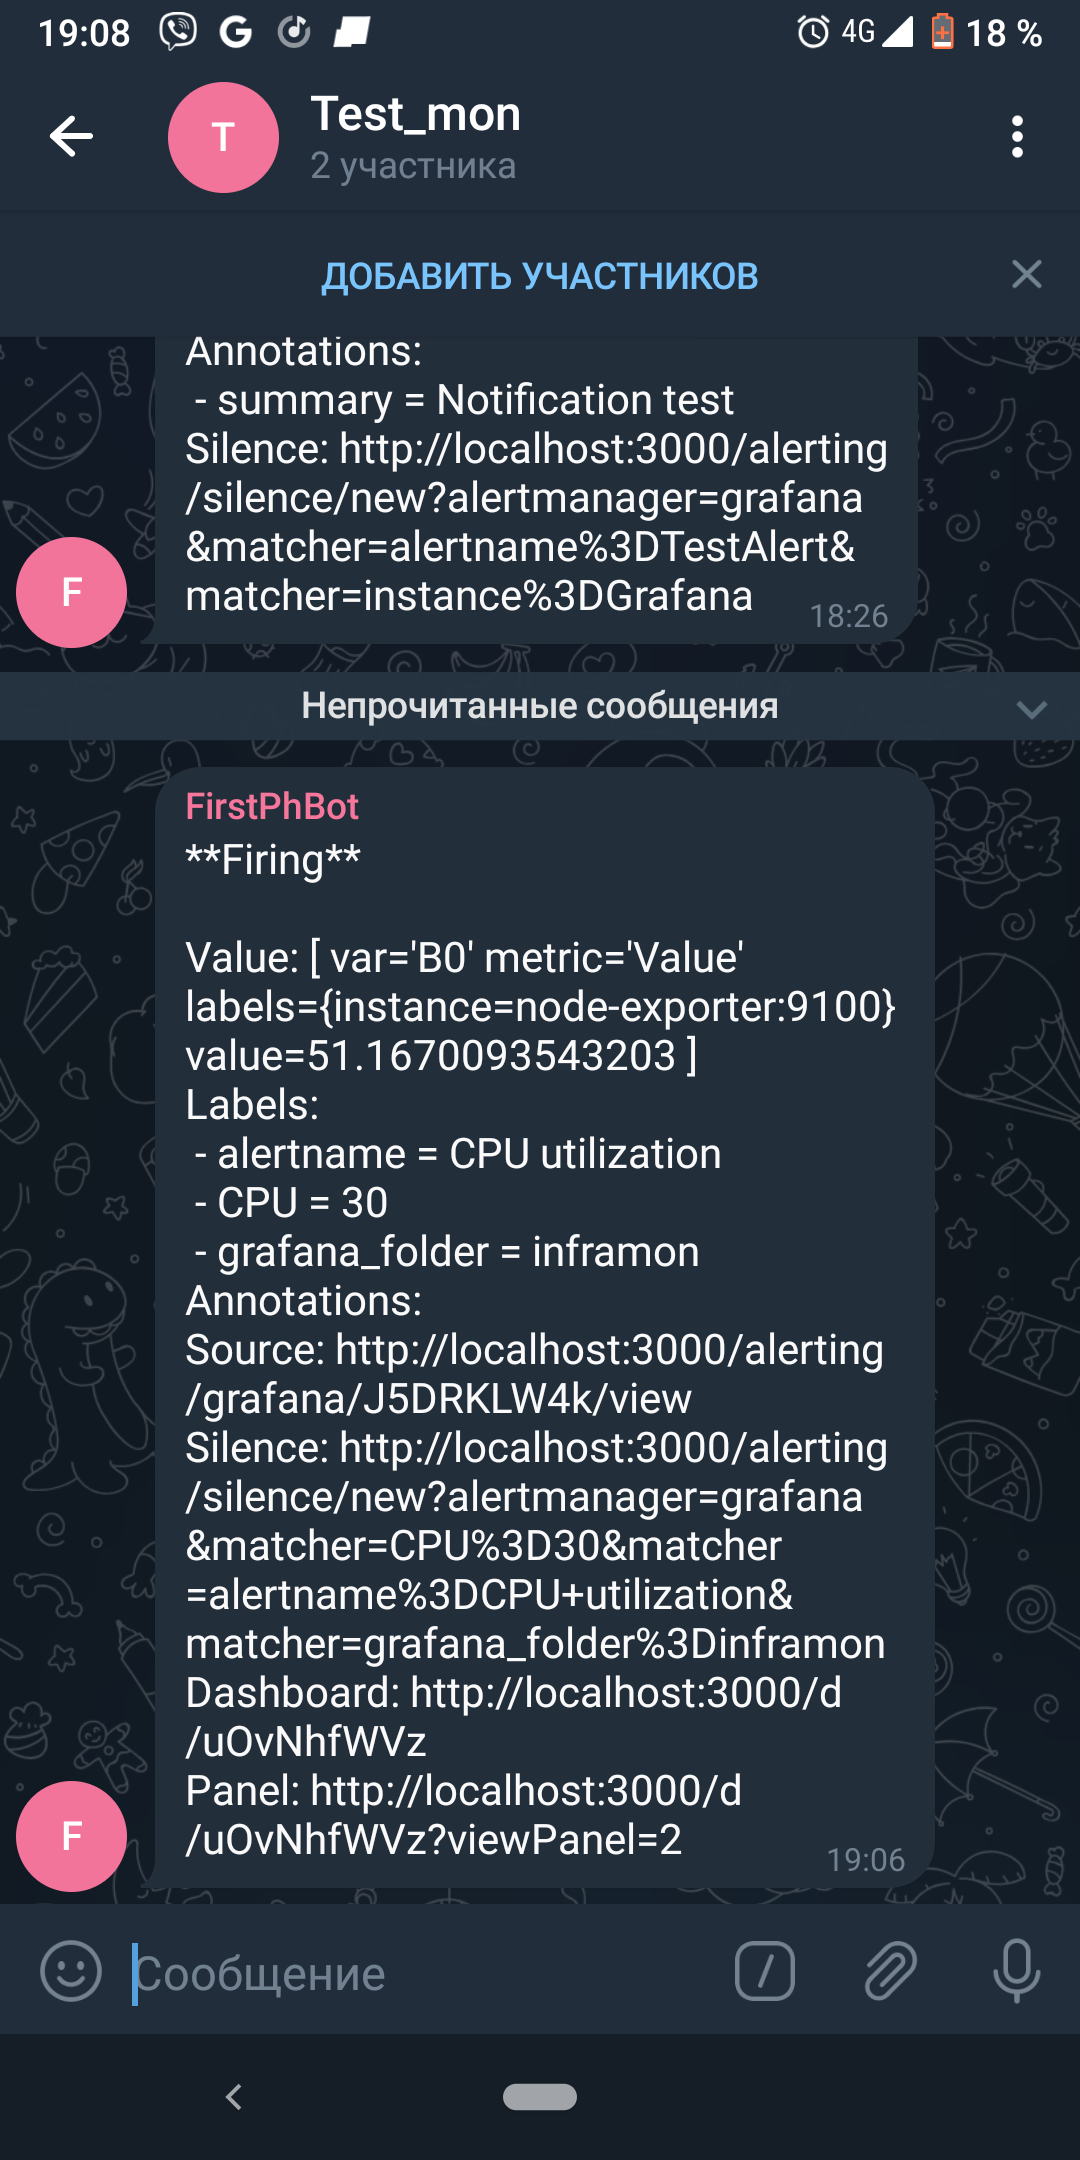 19:08
4G
18 %
T
Test_mon
2 участника
ДОБАВИТЬ УЧАСТНИКОВ
Annotations:
- summary = Notification test
Silence: http://localhost:3000/alerting
/silence/new?alertmanager=grafana
&matcher=alertname%3DTestAlert&
matcher=instance%3DGrafana
18:26
F
Непрочитанные сообщения
FirstPhBot
**Firing**
Value: [ var='B0' metric='Value'
labels={instance=node-exporter:9100}
value=51.1670093543203 ]
Labels:
- alertname = CPU utilization
- CPU = 30
- grafana_folder = inframon
Annotations:
Source: http://localhost:3000/alerting
/grafana/J5DRKLW4k/view
Silence: http://localhost:3000/alerting
/silence/new?alertmanager=grafana
&matcher=CPU%3D30&matcher
=alertname%3DCPU+utilization&
matcher=grafana_folder%3Dinframon
Dashboard: http://localhost:3000/d
/uOvNhfWVz
Panel: http://localhost:3000/d
/uOvNhfWVz?viewPanel=2
19:06
F
Сообщение